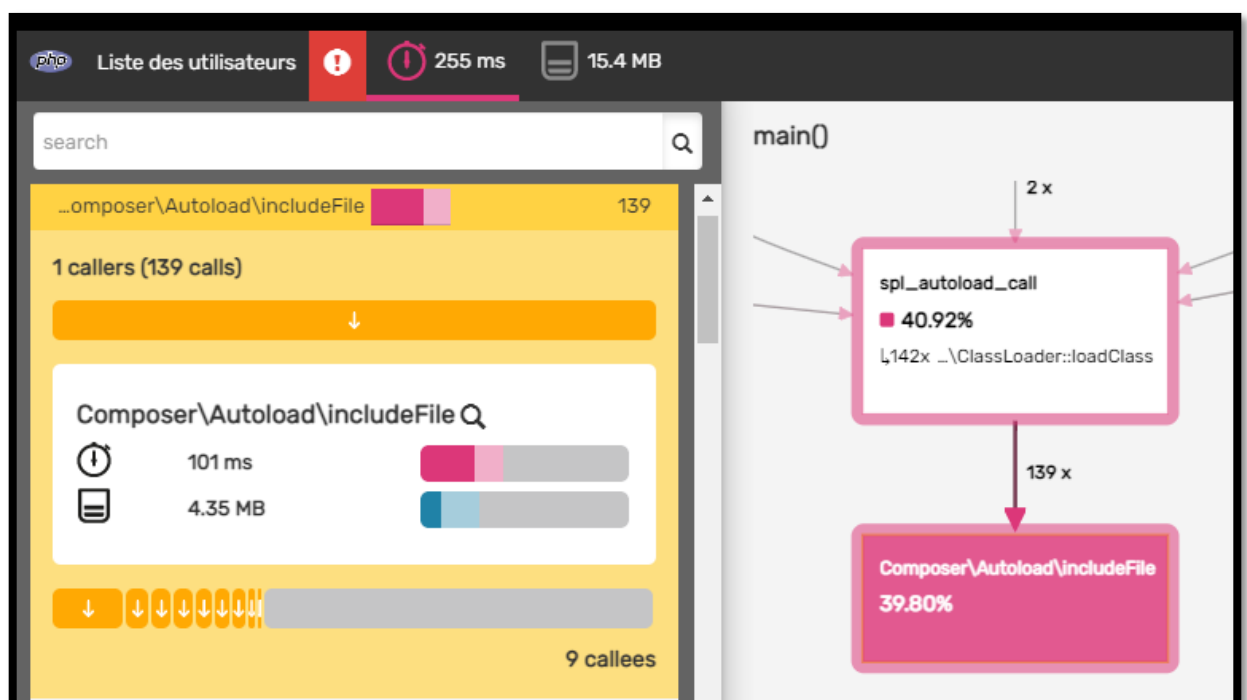 php Liste des utilisateurs ! 255 ms 15.4 MB
search
...omposer\Autoload\includeFile 139
1 callers (139 calls)
Composer\Autoload\includeFile
101 ms
4.35 MB
9 callees
main()
2 x
spl_autoload_call
40.92%
↳142x ...\ClassLoader::loadClass
139 x
Composer\Autoload\includeFile
39.80%